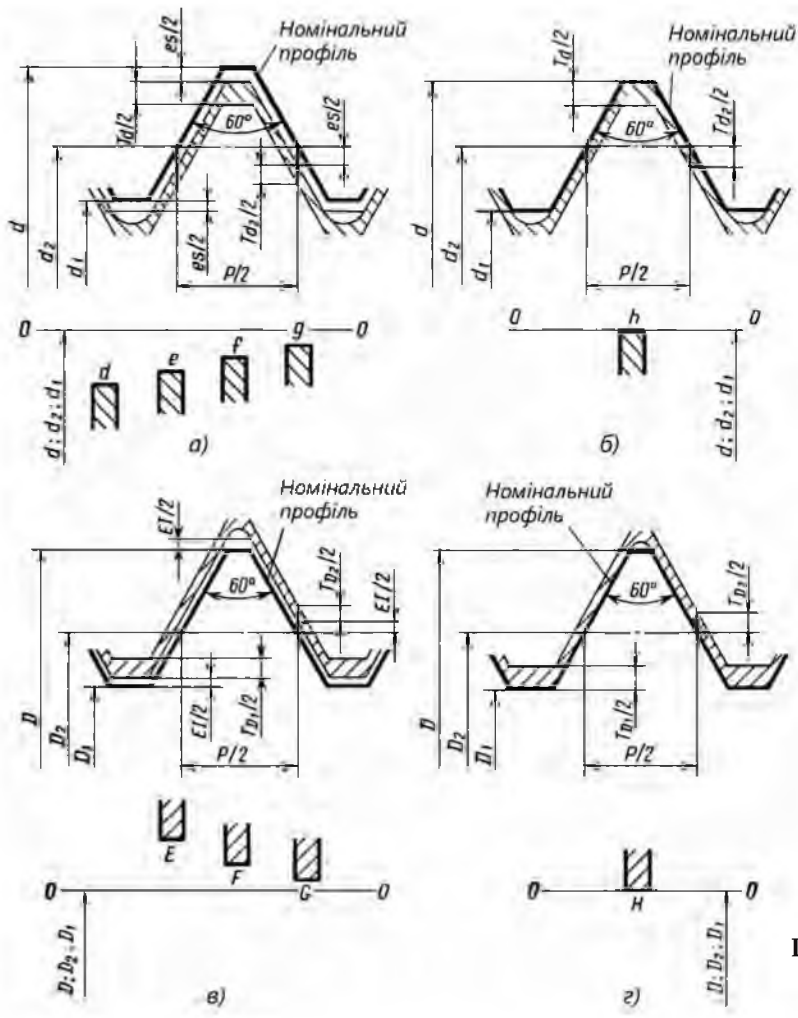 Номінальний
профіль
es/2
Td/2
60°
es/2
Td₂/2
es/2
d
d₂
d₁
P/2
0
d
e
f
g
0
d; d₂; d₁
а)
Номінальний
профіль
Td/2
Td₂/2
60°
d
d₂
d₁
P/2
0
h
0
d; d₂; d₁
б)
Номінальний
профіль
EI/2
TD₂/2
EI/2
60°
EI/2
TD₁/2
D
D₂
D₁
P/2
E
F
G
0
0
D; D₂; D₁
в)
Номінальний
профіль
60°
TD₁/2
D
D₂
D₁
P/2
H
0
0
D; D₂; D₁
г)